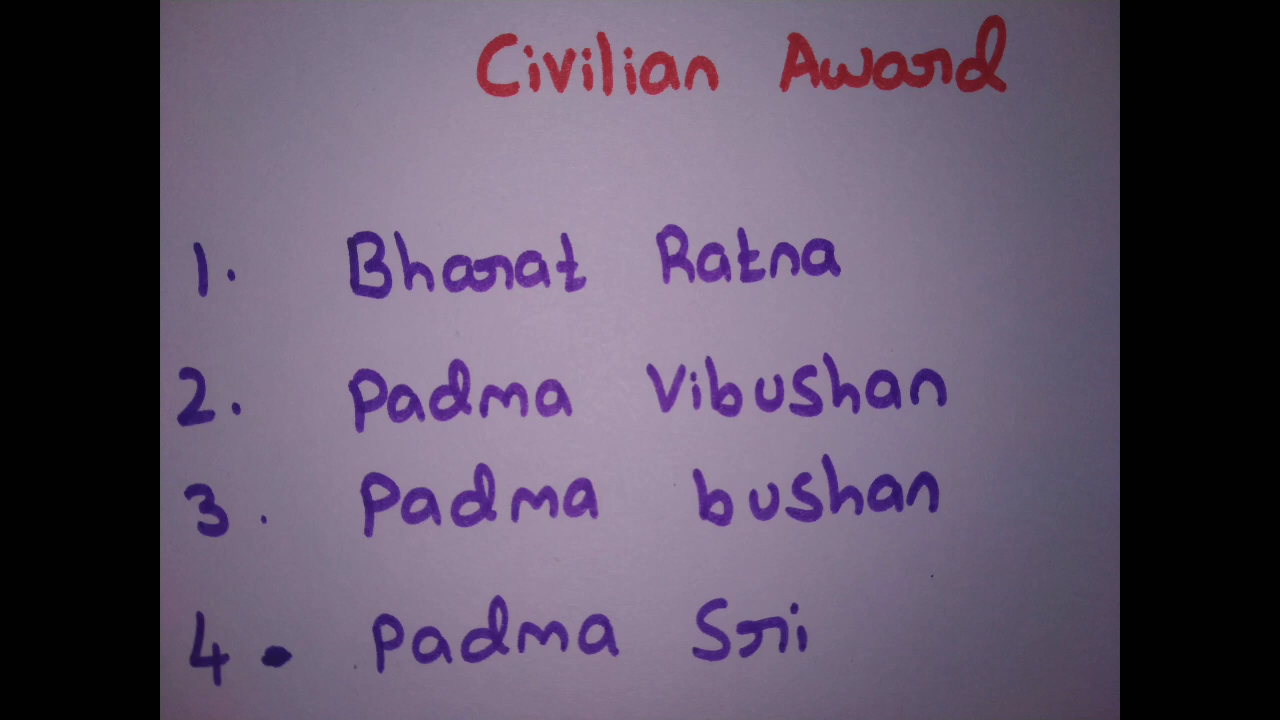 Civilian Award
1. Bharat Ratna
2. Padma Vibushan
3. Padma bushan
4. Padma Sri